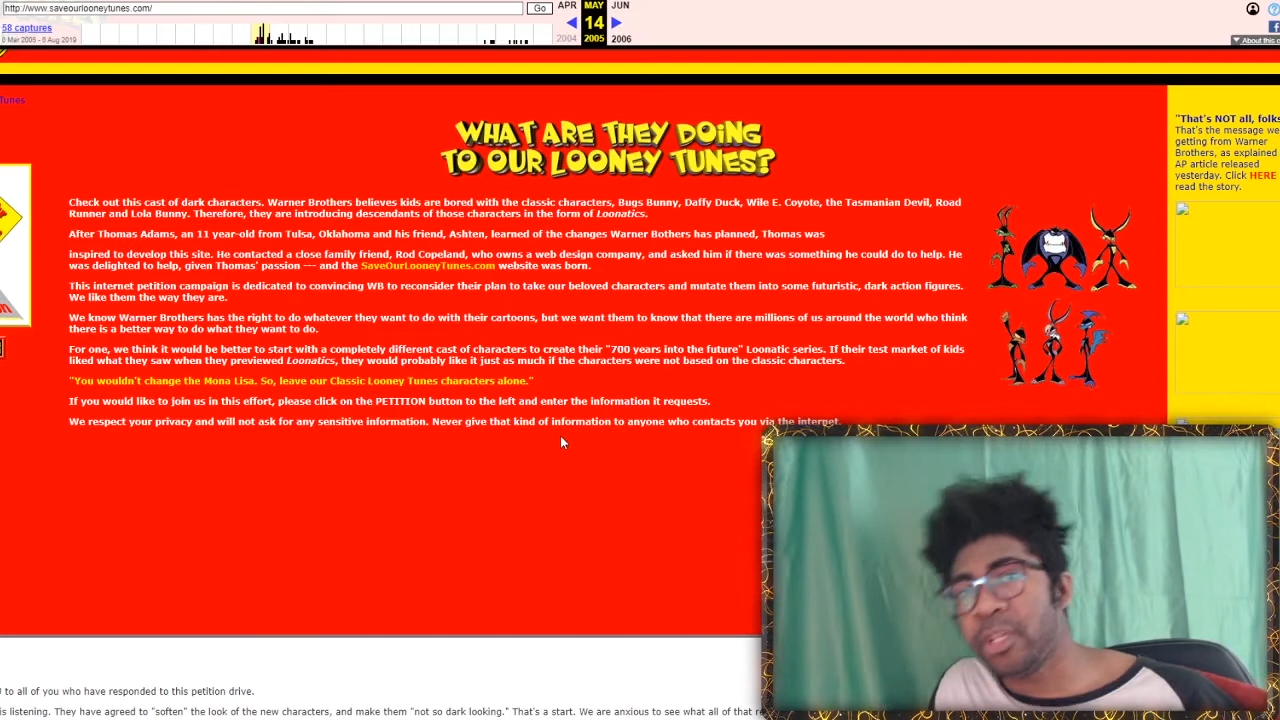 http://www.saveourlooneytunes.com/
Go
APR
MAY
JUN
58 captures
14
2004
2005
2006
About this
Tunes
WHAT ARE THEY DOING
TO OUR LOONEY TUNES?
Check out this cast of dark characters. Warner Brothers believes kids are bored with the classic characters, Bugs Bunny, Daffy Duck, Wile E. Coyote, the Tasmanian Devil, Road
Runner and Lola Bunny. Therefore, they are introducing descendants of those characters in the form of Loonatics.
After Thomas Adams, an 11 year-old from Tulsa, Oklahoma and his friend, Ashten, learned of the changes Warner Bothers has planned, Thomas was
inspired to develop this site. He contacted a close family friend, Rod Copeland, who owns a web design company, and asked him if there was something he could do to help. He
was delighted to help, given Thomas' passion --- and the SaveOurLooneyTunes.com website was born.
This internet petition campaign is dedicated to convincing WB to reconsider their plan to take our beloved characters and mutate them into some futuristic, dark action figures.
We like them the way they are.
We know Warner Brothers has the right to do whatever they want to do with their cartoons, but we want them to know that there are millions of us around the world who think
there is a better way to do what they want to do.
For one, we think it would be better to start with a completely different cast of characters to create their "700 years into the future" Loonatic series. If their test market of kids
liked what they saw when they previewed Loonatics, they would probably like it just as much if the characters were not based on the classic characters.
"You wouldn't change the Mona Lisa. So, leave our Classic Looney Tunes characters alone."
If you would like to join us in this effort, please click on the PETITION button to the left and enter the information it requests.
We respect your privacy and will not ask for any sensitive information. Never give that kind of information to anyone who contacts you via the internet.
"That's NOT all, folks
That's the message we
getting from Warner
Brothers, as explained
AP article released
yesterday. Click HERE
read the story.
to all of you who have responded to this petition drive.
is listening. They have agreed to "soften" the look of the new characters, and make them "not so dark looking." That's a start. We are anxious to see what all of that